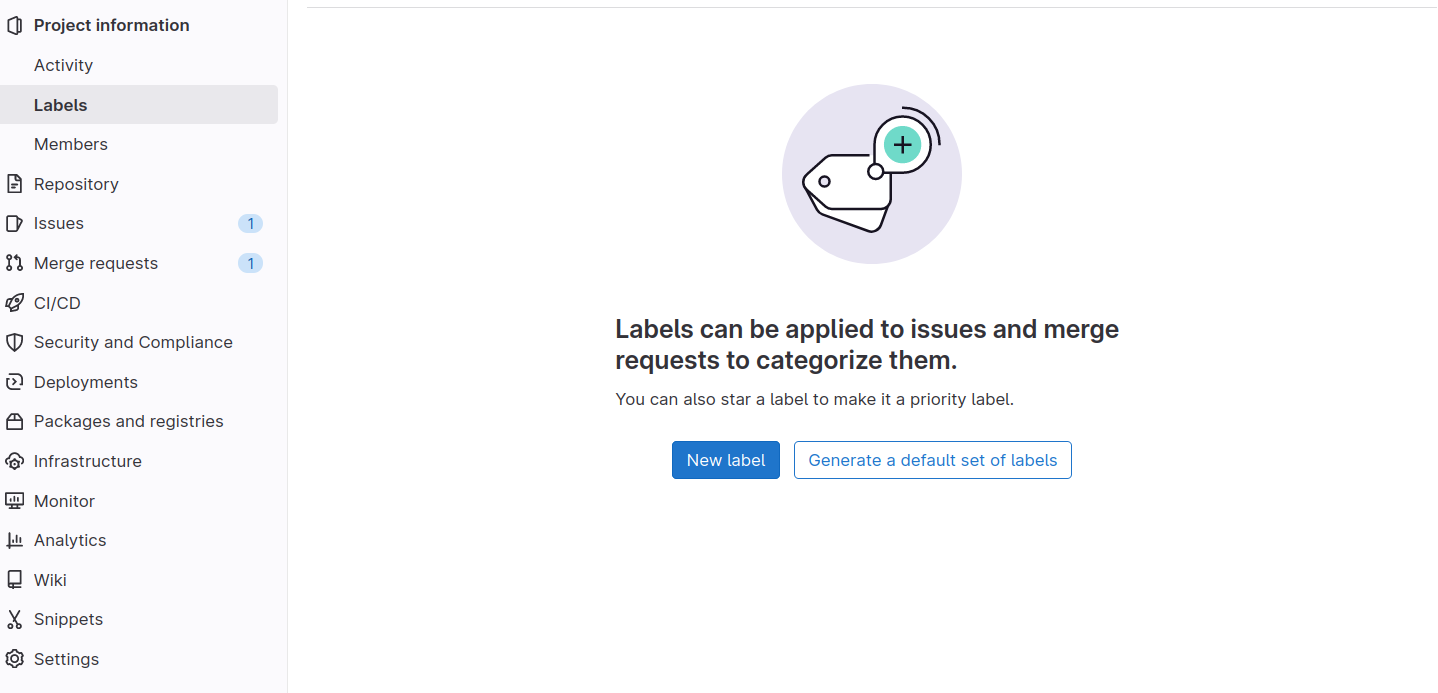 Project information
Activity
Labels
Members
Repository
Issues 1
Merge requests 1
CI/CD
Security and Compliance
Deployments
Packages and registries
Infrastructure
Monitor
Analytics
Wiki
Snippets
Settings
Labels can be applied to issues and merge
requests to categorize them.
You can also star a label to make it a priority label.
New label Generate a default set of labels